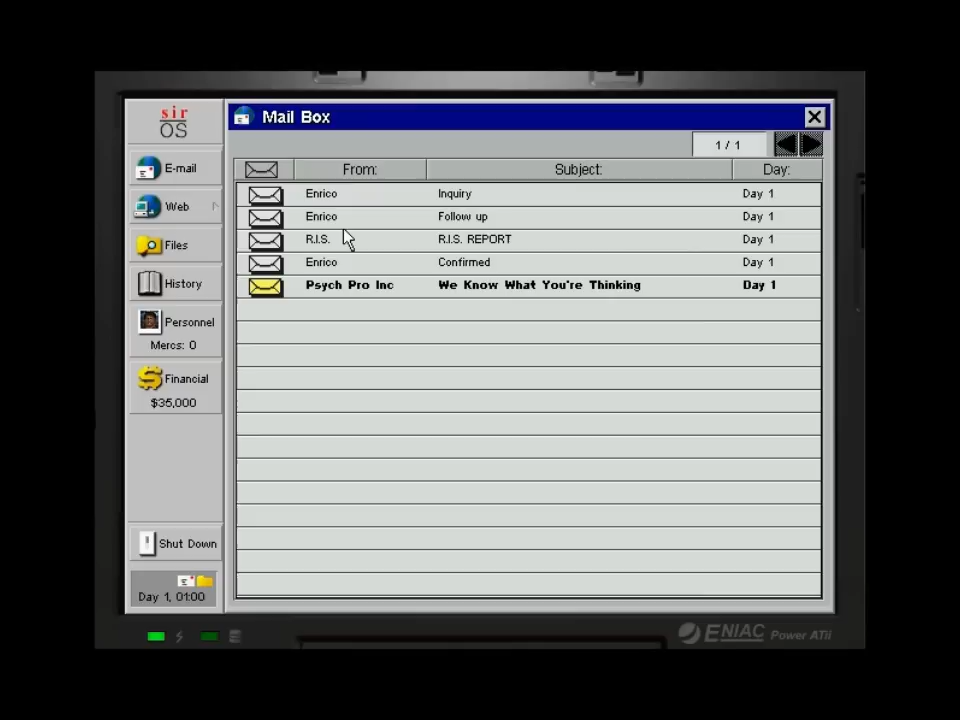 sir
OS
Mail Box
1 / 1
E-mail
Web
Files
History
Personnel
Mercs: 0
Financial
$35,000
Shut Down
Day 1, 01:00
From: Subject: Day:
Enrico Inquiry Day 1
Enrico Follow up Day 1
R.I.S. R.I.S. REPORT Day 1
Enrico Confirmed Day 1
Psych Pro Inc We Know What You're Thinking Day 1
ENIAC Power ATii